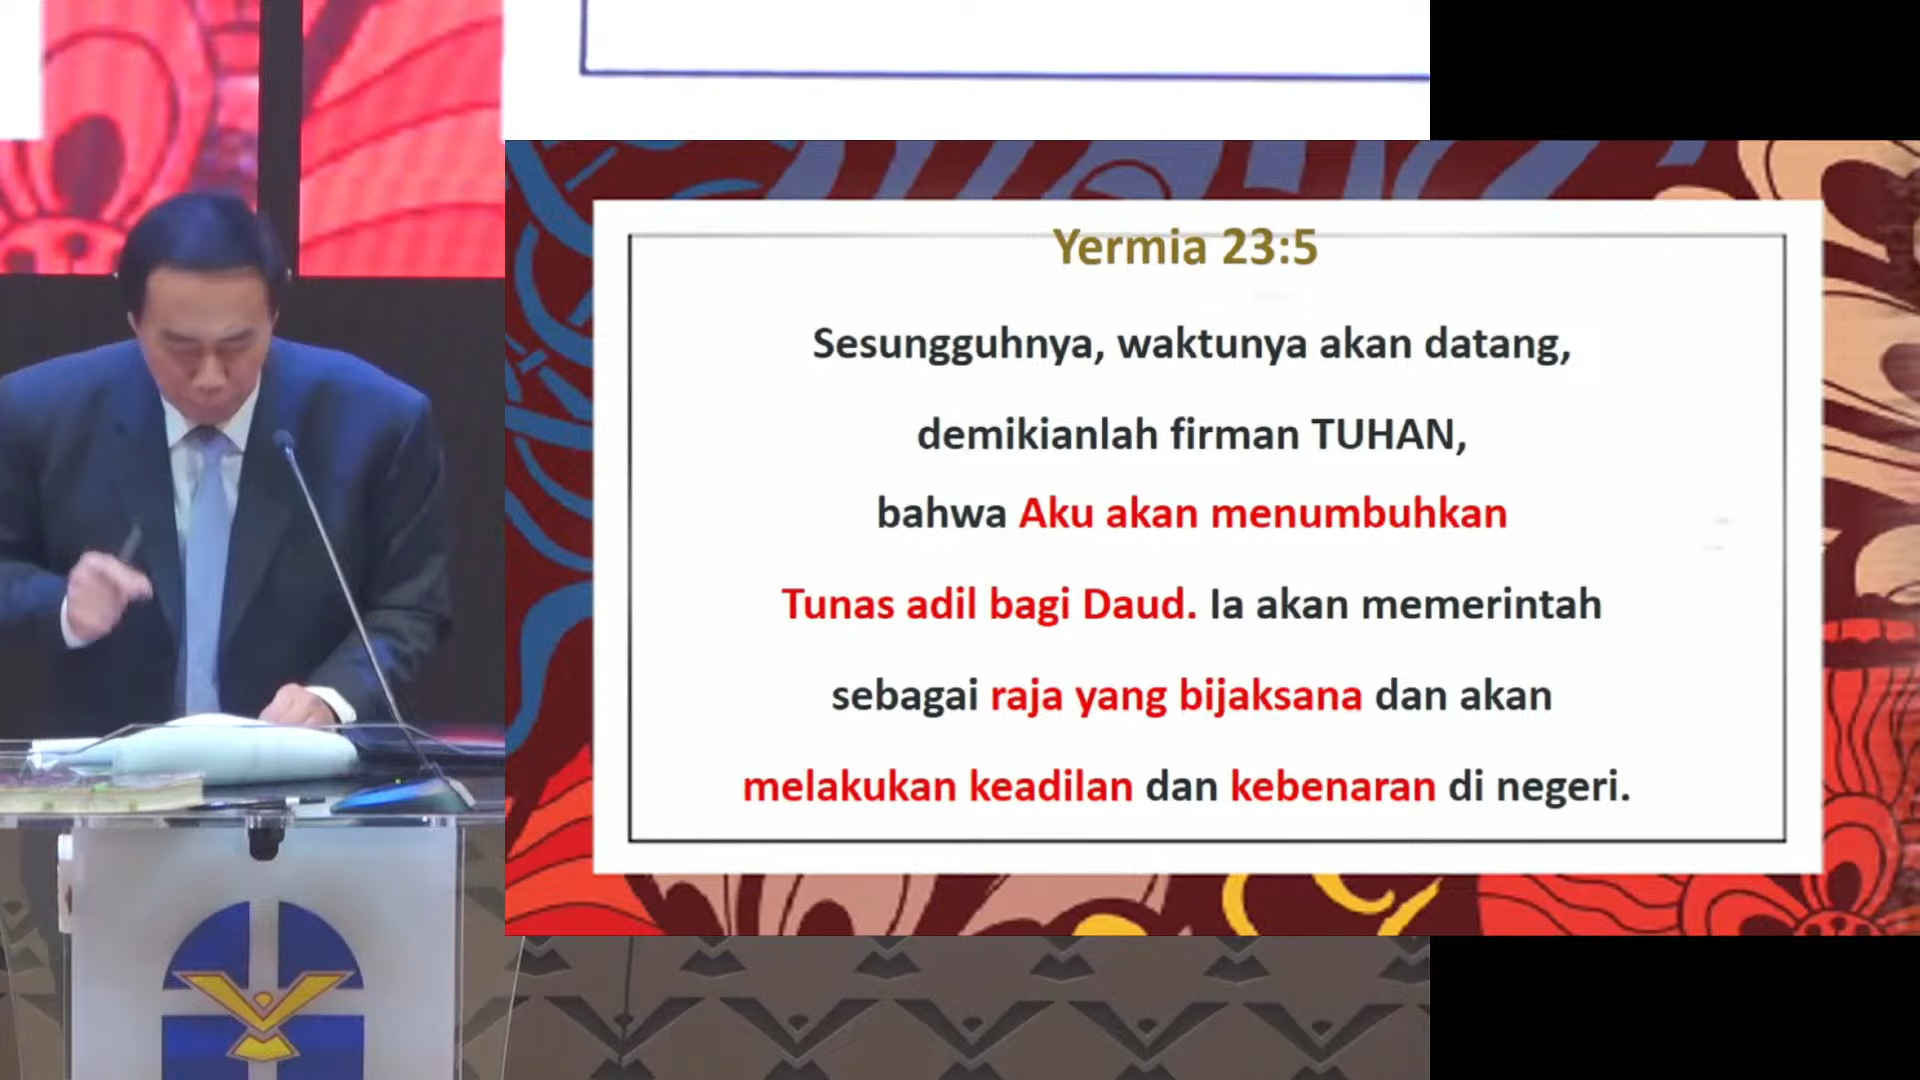 Yermia 23:5
Sesungguhnya, waktunya akan datang,
demikianlah firman TUHAN,
bahwa Aku akan menumbuhkan
Tunas adil bagi Daud. Ia akan memerintah
sebagai raja yang bijaksana dan akan
melakukan keadilan dan kebenaran di negeri.